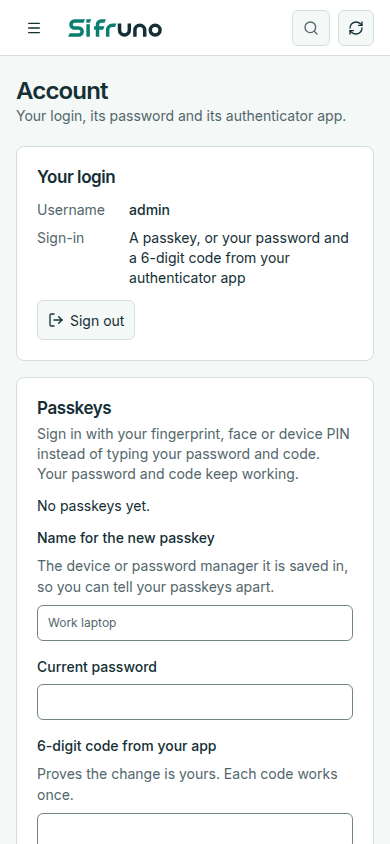 Sifruno
Account
Your login, its password and its authenticator app.
Your login
Username admin
Sign-in A passkey, or your password and
a 6-digit code from your
authenticator app
Sign out
Passkeys
Sign in with your fingerprint, face or device PIN
instead of typing your password and code.
Your password and code keep working.
No passkeys yet.
Name for the new passkey
The device or password manager it is saved in,
so you can tell your passkeys apart.
Work laptop
Current password
6-digit code from your app
Proves the change is yours. Each code works
once.